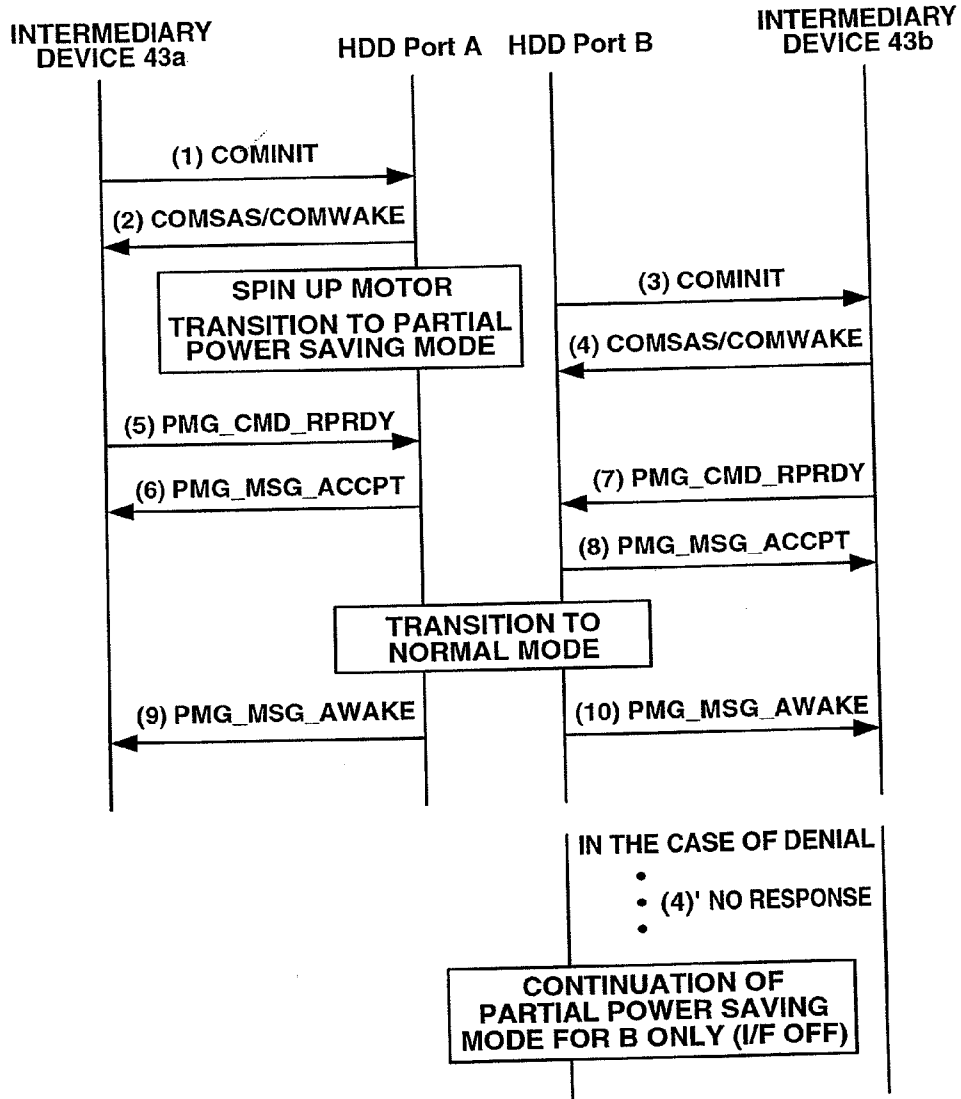 INTERMEDIARY
DEVICE 43a
HDD Port A
HDD Port B
INTERMEDIARY
DEVICE 43b
(1) COMINIT
(2) COMSAS/COMWAKE
SPIN UP MOTOR
TRANSITION TO PARTIAL
POWER SAVING MODE
(3) COMINIT
(4) COMSAS/COMWAKE
(5) PMG_CMD_RPRDY
(6) PMG_MSG_ACCPT
(7) PMG_CMD_RPRDY
(8) PMG_MSG_ACCPT
TRANSITION TO
NORMAL MODE
(9) PMG_MSG_AWAKE
(10) PMG_MSG_AWAKE
IN THE CASE OF DENIAL
(4)' NO RESPONSE
CONTINUATION OF
PARTIAL POWER SAVING
MODE FOR B ONLY (I/F OFF)